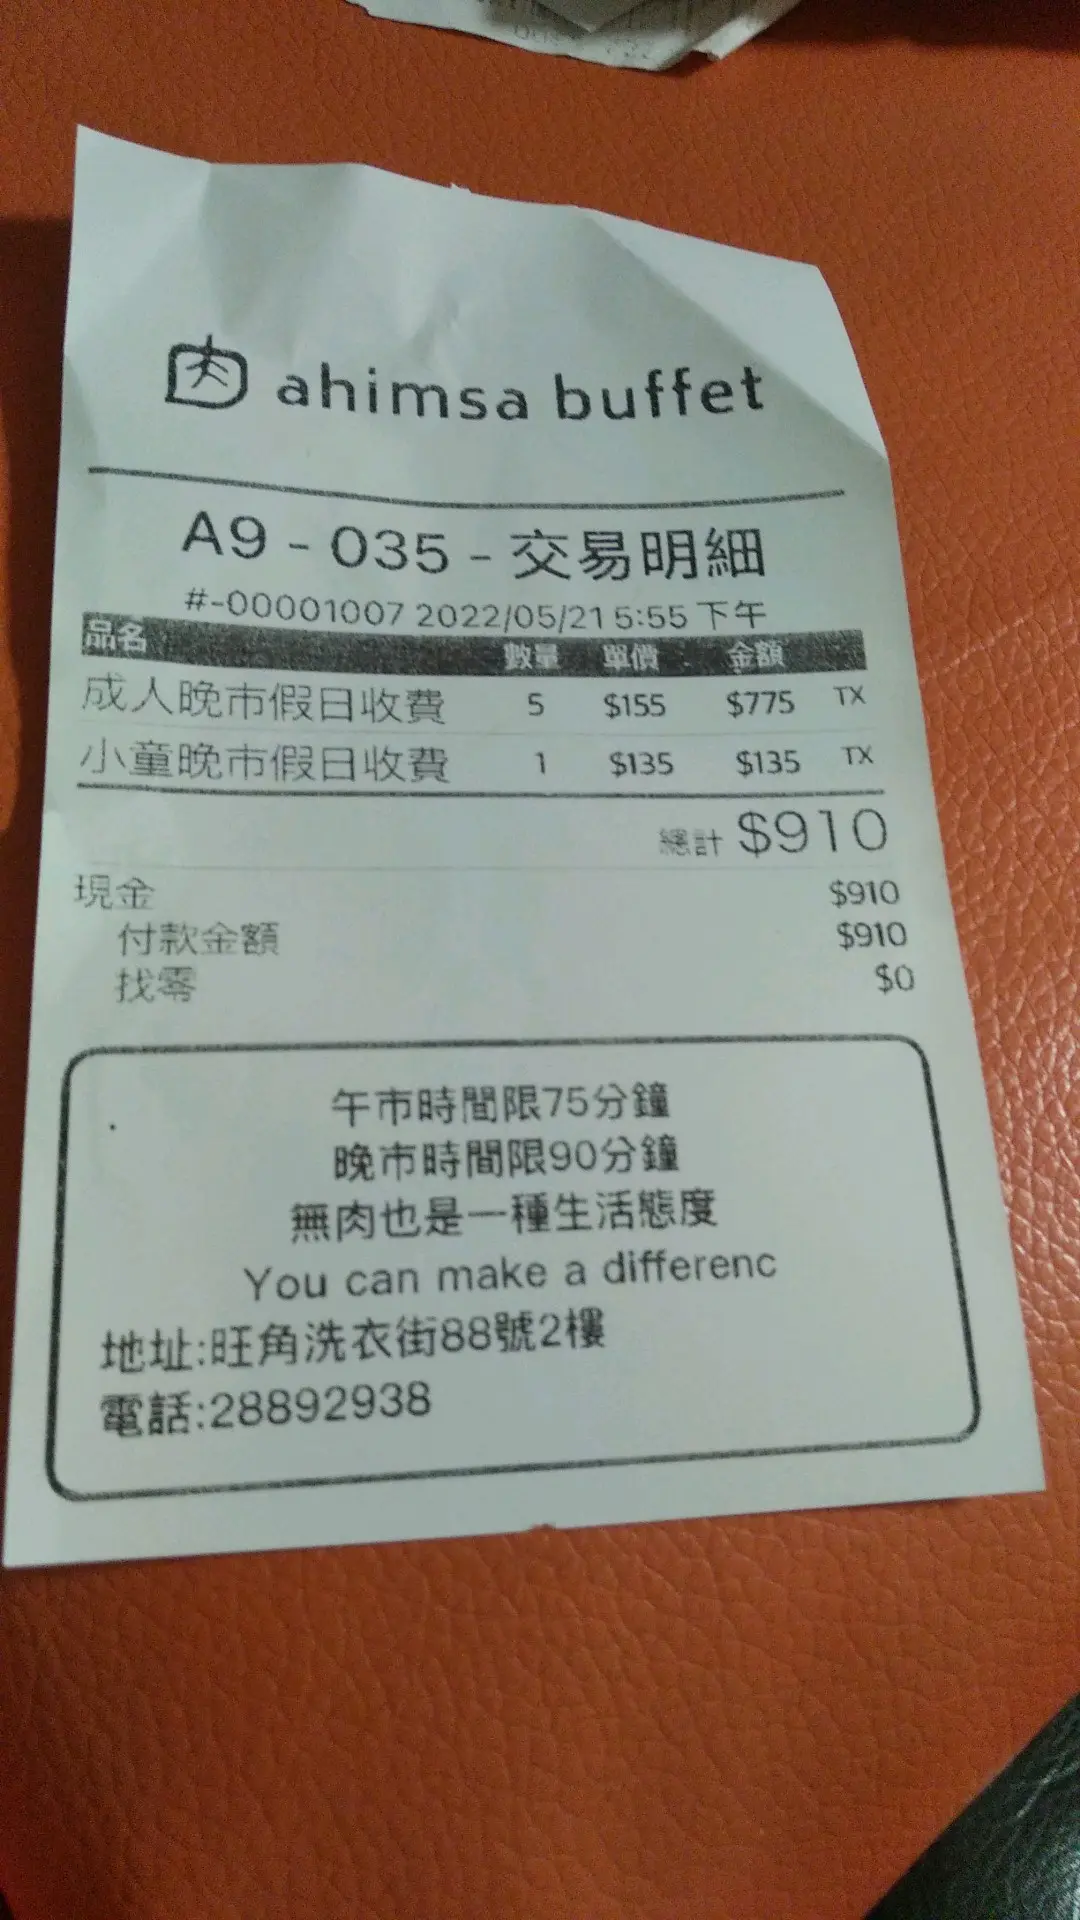 肉 ahimsa buffet
A9 - 035 - 交易明細
#-00001007 2022/05/21 5:55 下午
品名 數量 單價 金額
成人晚市假日收費 5 $155 $775 TX
小童晚市假日收費 1 $135 $135 TX
總計 $910
現金 $910
付款金額 $910
找零 $0
午市時間限75分鐘
晚市時間限90分鐘
無肉也是一種生活態度
You can make a differenc
地址:旺角洗衣街88號2樓
電話:28892938